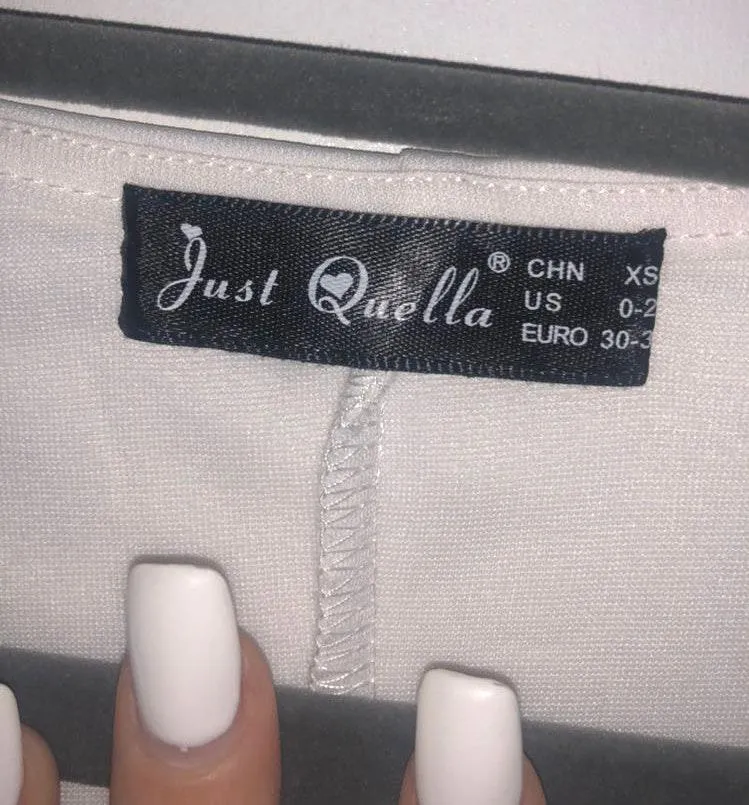 Just Quella®
CHN XS
US 0-2
EURO 30-3